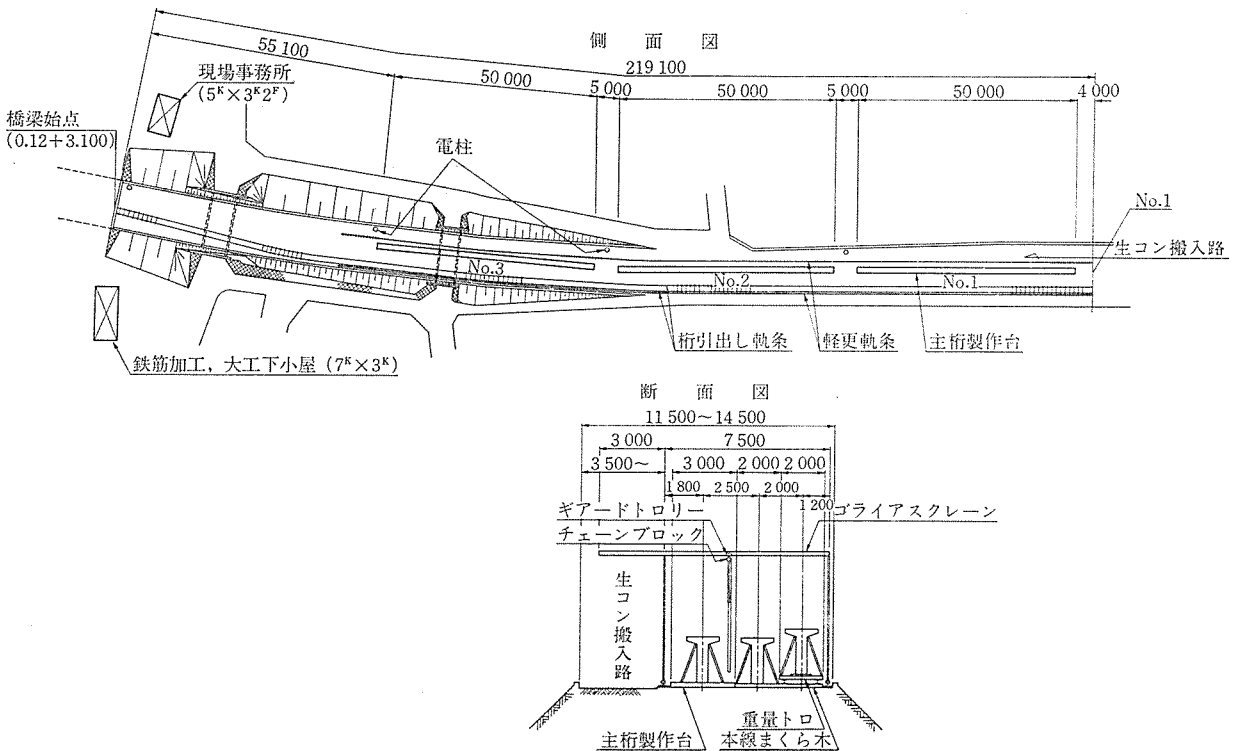 側面図
55 100
219 100
50 000
5 000
50 000
5 000
50 000
4 000
現場事務所
(5ᴷ×3ᴷ2ᶠ)
橋梁始点
(0.12+3.100)
電柱
No.1
生コン搬入路
No.3
No.2
No.1
桁引出し軌条
軽更軌条
主桁製作台
鉄筋加工，大工下小屋 (7ᴷ×3ᴷ)
断面図
11 500〜14 500
3 000
7 500
3 500〜
3 000
2 000
2 000
1 800
2 500
2 000
1 200
ギアードトロリー
ゴライアスクレーン
チェーンブロック
生コン搬入路
重量トロ
主桁製作台
本線まくら木